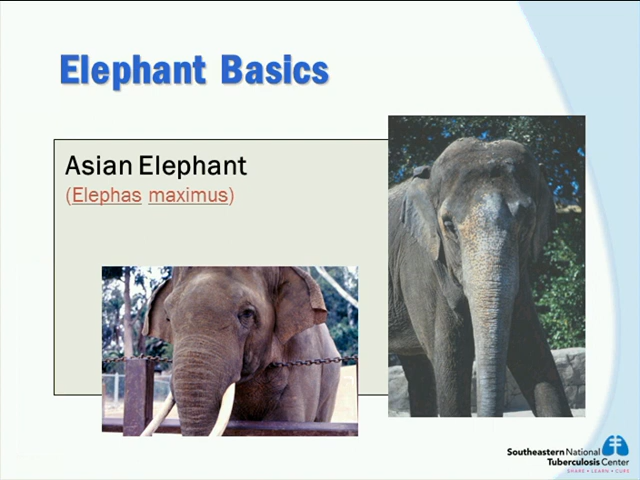 Elephant Basics
Asian Elephant
(Elephas maximus)
Southeastern National
Tuberculosis Center
SHARE • LEARN • CURE